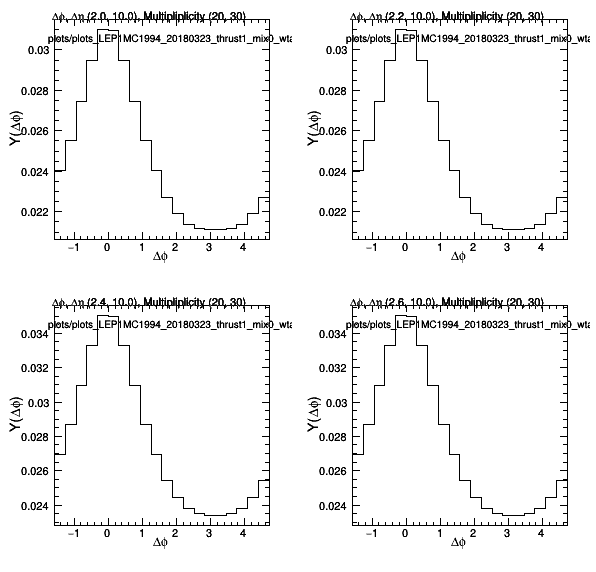 Δϕ, Δη (2.0, 10.0), Multipliplicity (20, 30)
plots/plots_LEP1MC1994_20180323_thrust1_mix0_wta
Y(Δϕ)
0.03
0.028
0.026
0.024
0.022
−1 0 1 2 3 4
Δϕ
Δϕ, Δη (2.2, 10.0), Multipliplicity (20, 30)
plots/plots_LEP1MC1994_20180323_thrust1_mix0_wta
Y(Δϕ)
0.03
0.028
0.026
0.024
0.022
−1 0 1 2 3 4
Δϕ
Δϕ, Δη (2.4, 10.0), Multipliplicity (20, 30)
plots/plots_LEP1MC1994_20180323_thrust1_mix0_wta
Y(Δϕ)
0.034
0.032
0.03
0.028
0.026
0.024
−1 0 1 2 3 4
Δϕ
Δϕ, Δη (2.6, 10.0), Multipliplicity (20, 30)
plots/plots_LEP1MC1994_20180323_thrust1_mix0_wta
Y(Δϕ)
0.034
0.032
0.03
0.028
0.026
0.024
−1 0 1 2 3 4
Δϕ